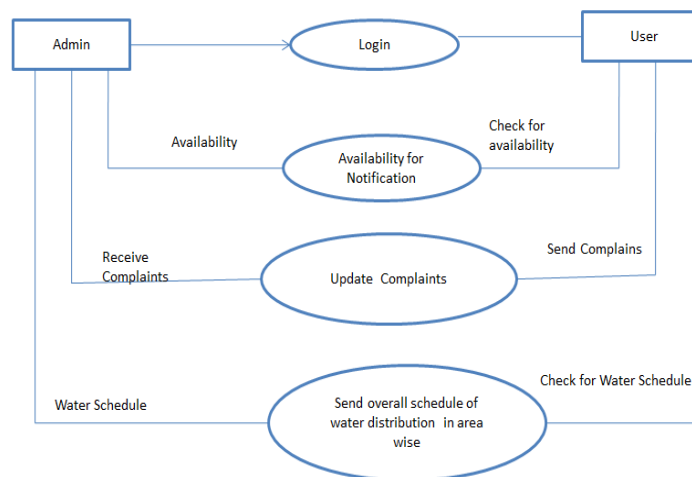 Admin
Login
User
Availability
Check for
availability
Availability for
Notification
Receive
Complaints
Update Complaints
Send Complains
Water Schedule
Send overall schedule of
water distribution in area
wise
Check for Water Schedule